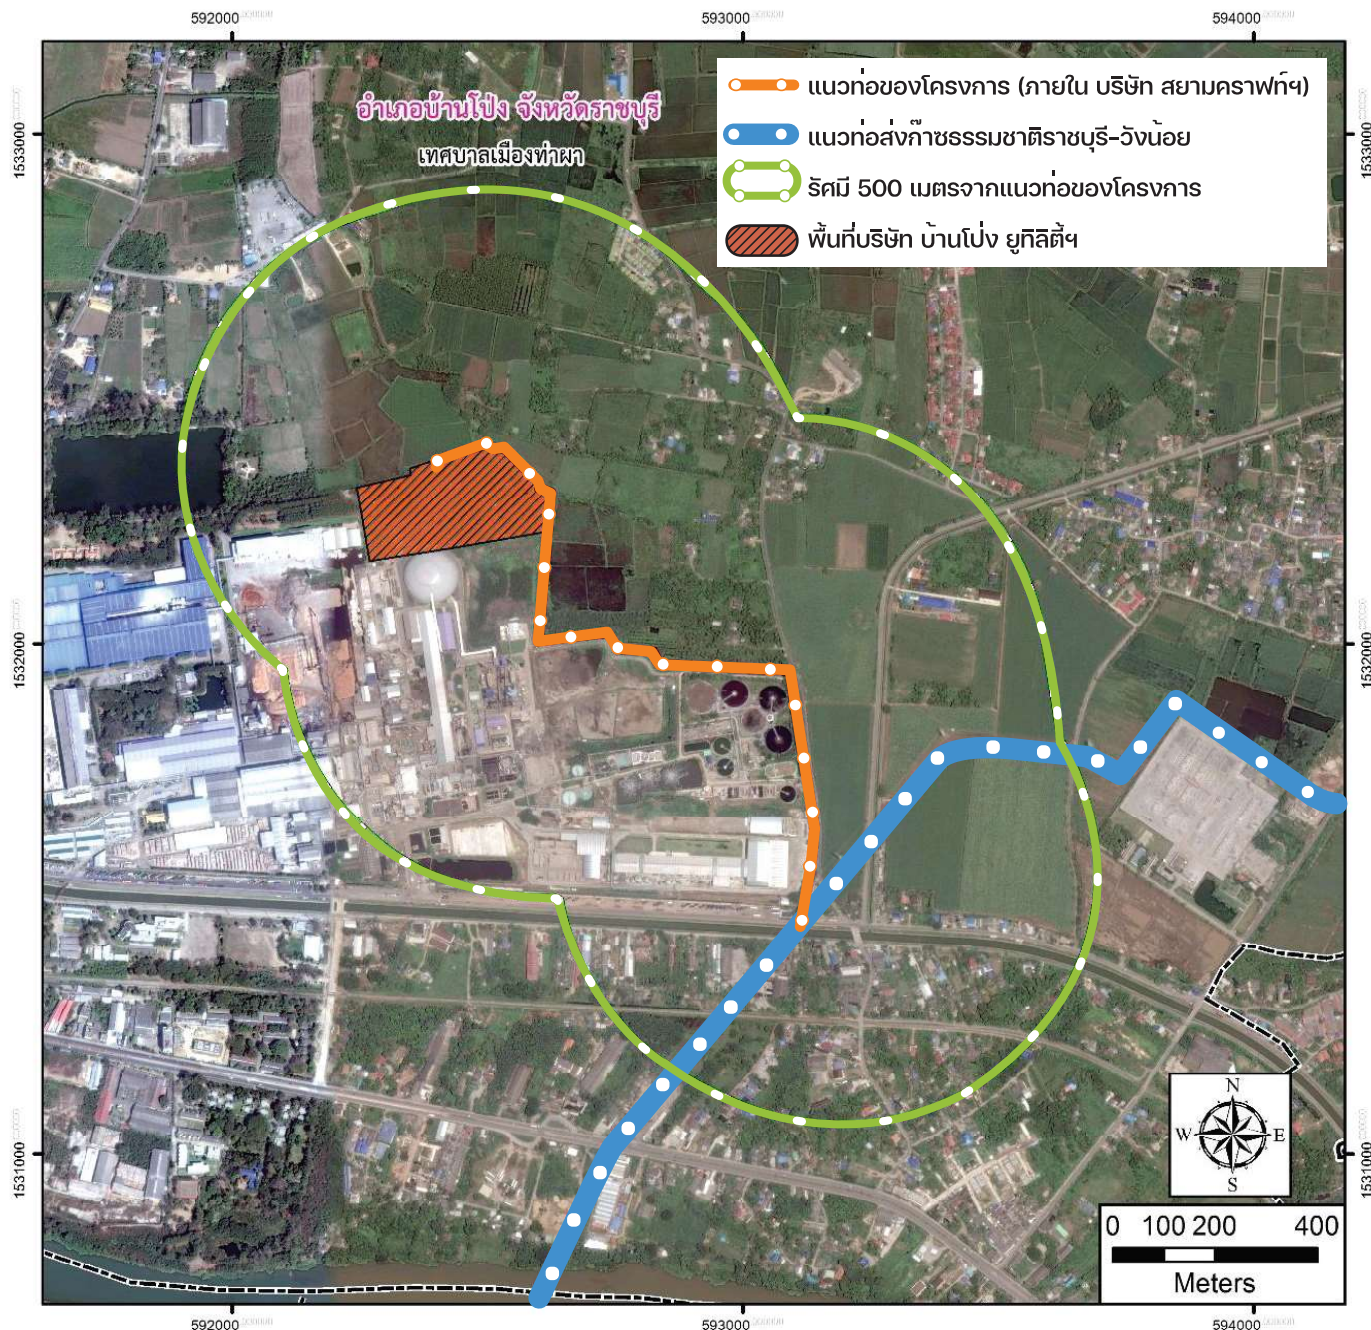 592000
593000
594000
แนวท่อของโครงการ (ภายใน บริษัท สยามคราฟท์ฯ)
แนวท่อส่งก๊าซธรรมชาติราชบุรี-วังน้อย
รัศมี 500 เมตรจากแนวท่อของโครงการ
พื้นที่บริษัท บ้านโป่ง ยูทิลิตี้ฯ
อำเภอบ้านโป่ง จังหวัดราชบุรี
เทศบาลเมืองท่าผา
1533000
1533000
1532000
1532000
1531000
1531000
N
W E
S
0 100 200 400
Meters
592000
593000
594000